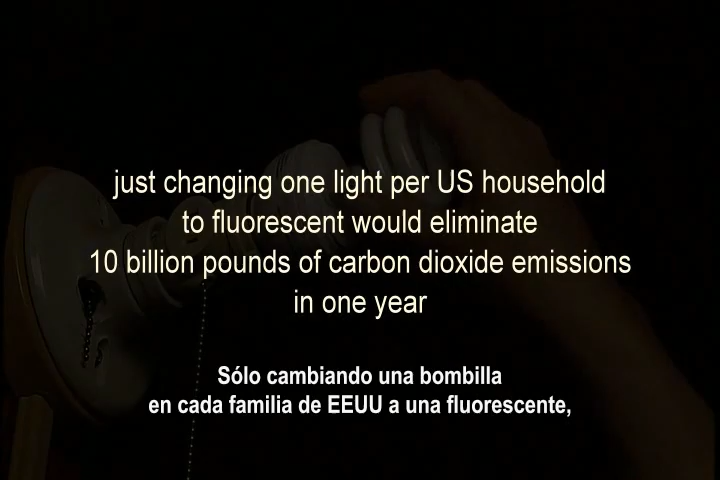 just changing one light per US household
to fluorescent would eliminate
10 billion pounds of carbon dioxide emissions
in one year
Sólo cambiando una bombilla
en cada familia de EEUU a una fluorescente,